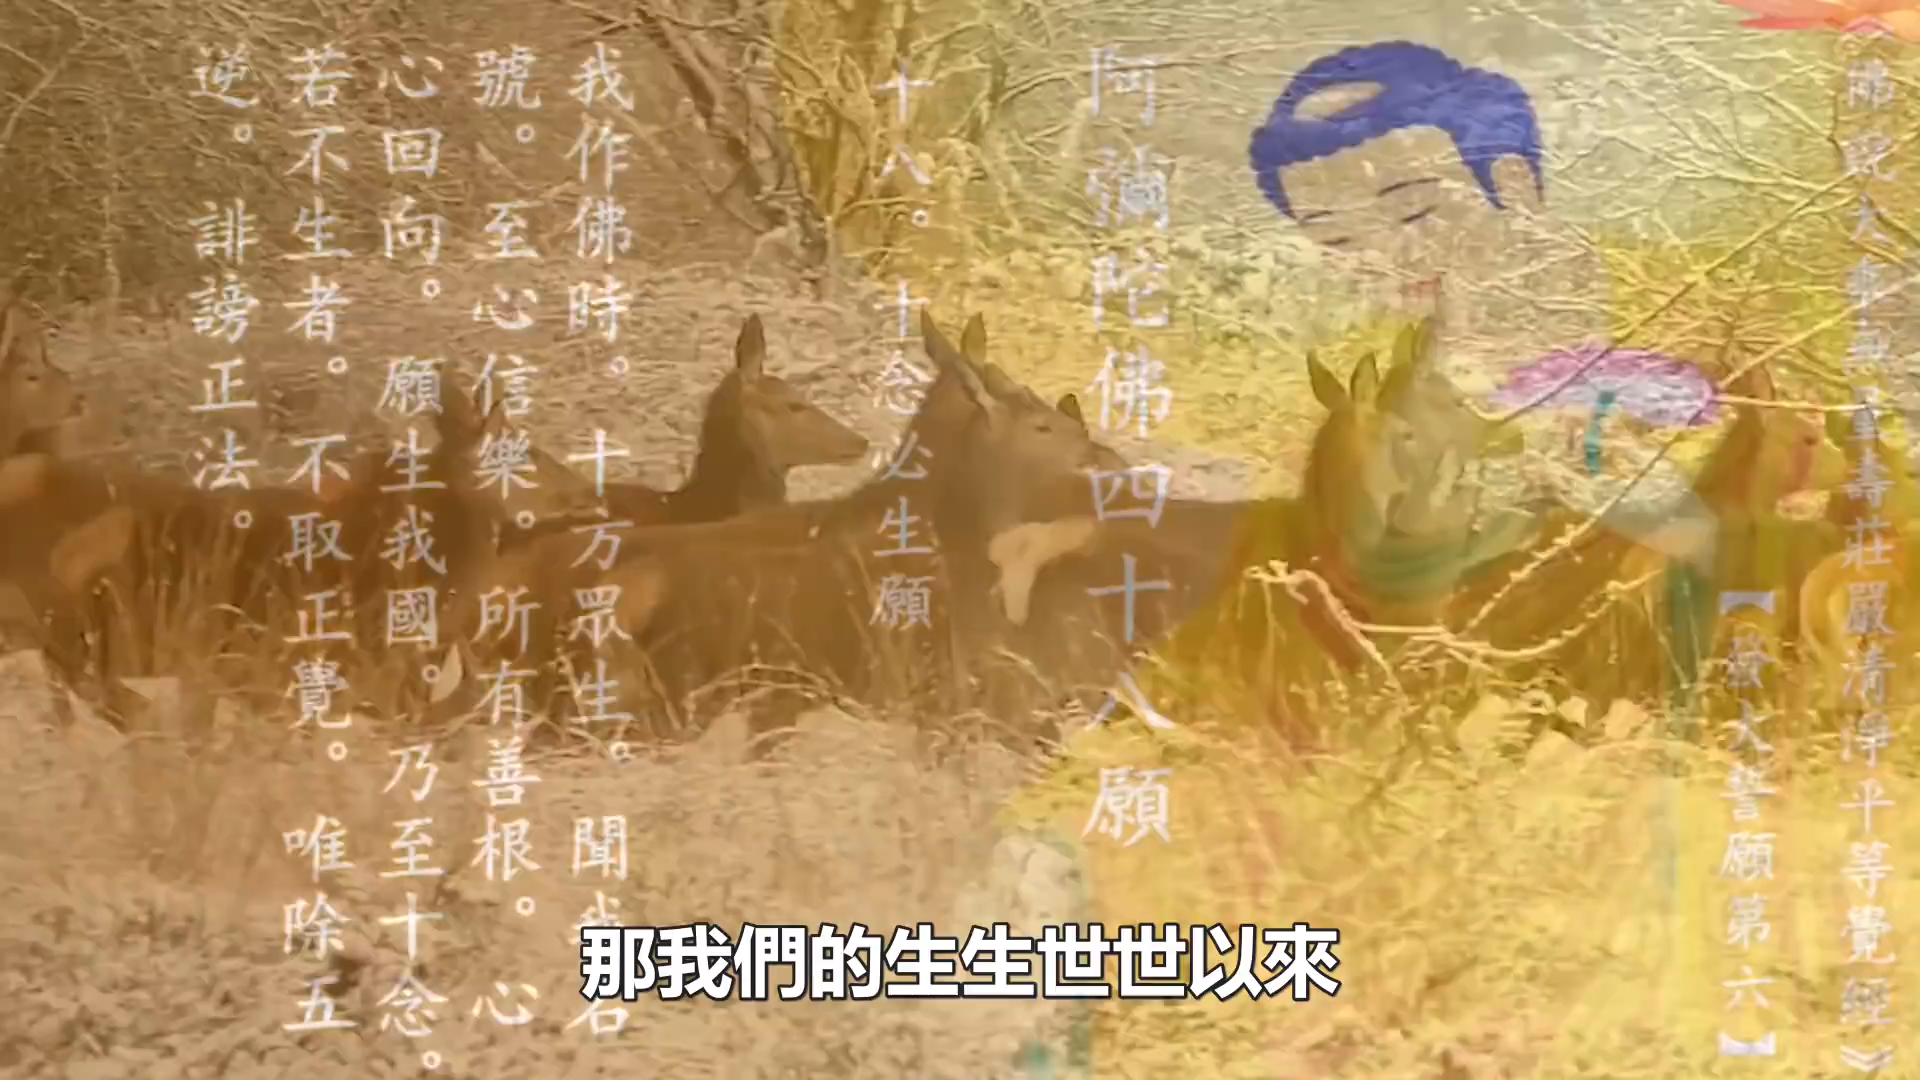 《佛說大乘無量壽莊嚴清淨平等覺經》
【發大誓願第六】
阿彌陀佛四十八願
十八。十念必生願
我作佛時。十方眾生。聞我名
號。至心信樂。所有善根。心
心回向。願生我國。乃至十念。
若不生者。不取正覺。唯除五
逆。誹謗正法。
那我們的生生世世以來